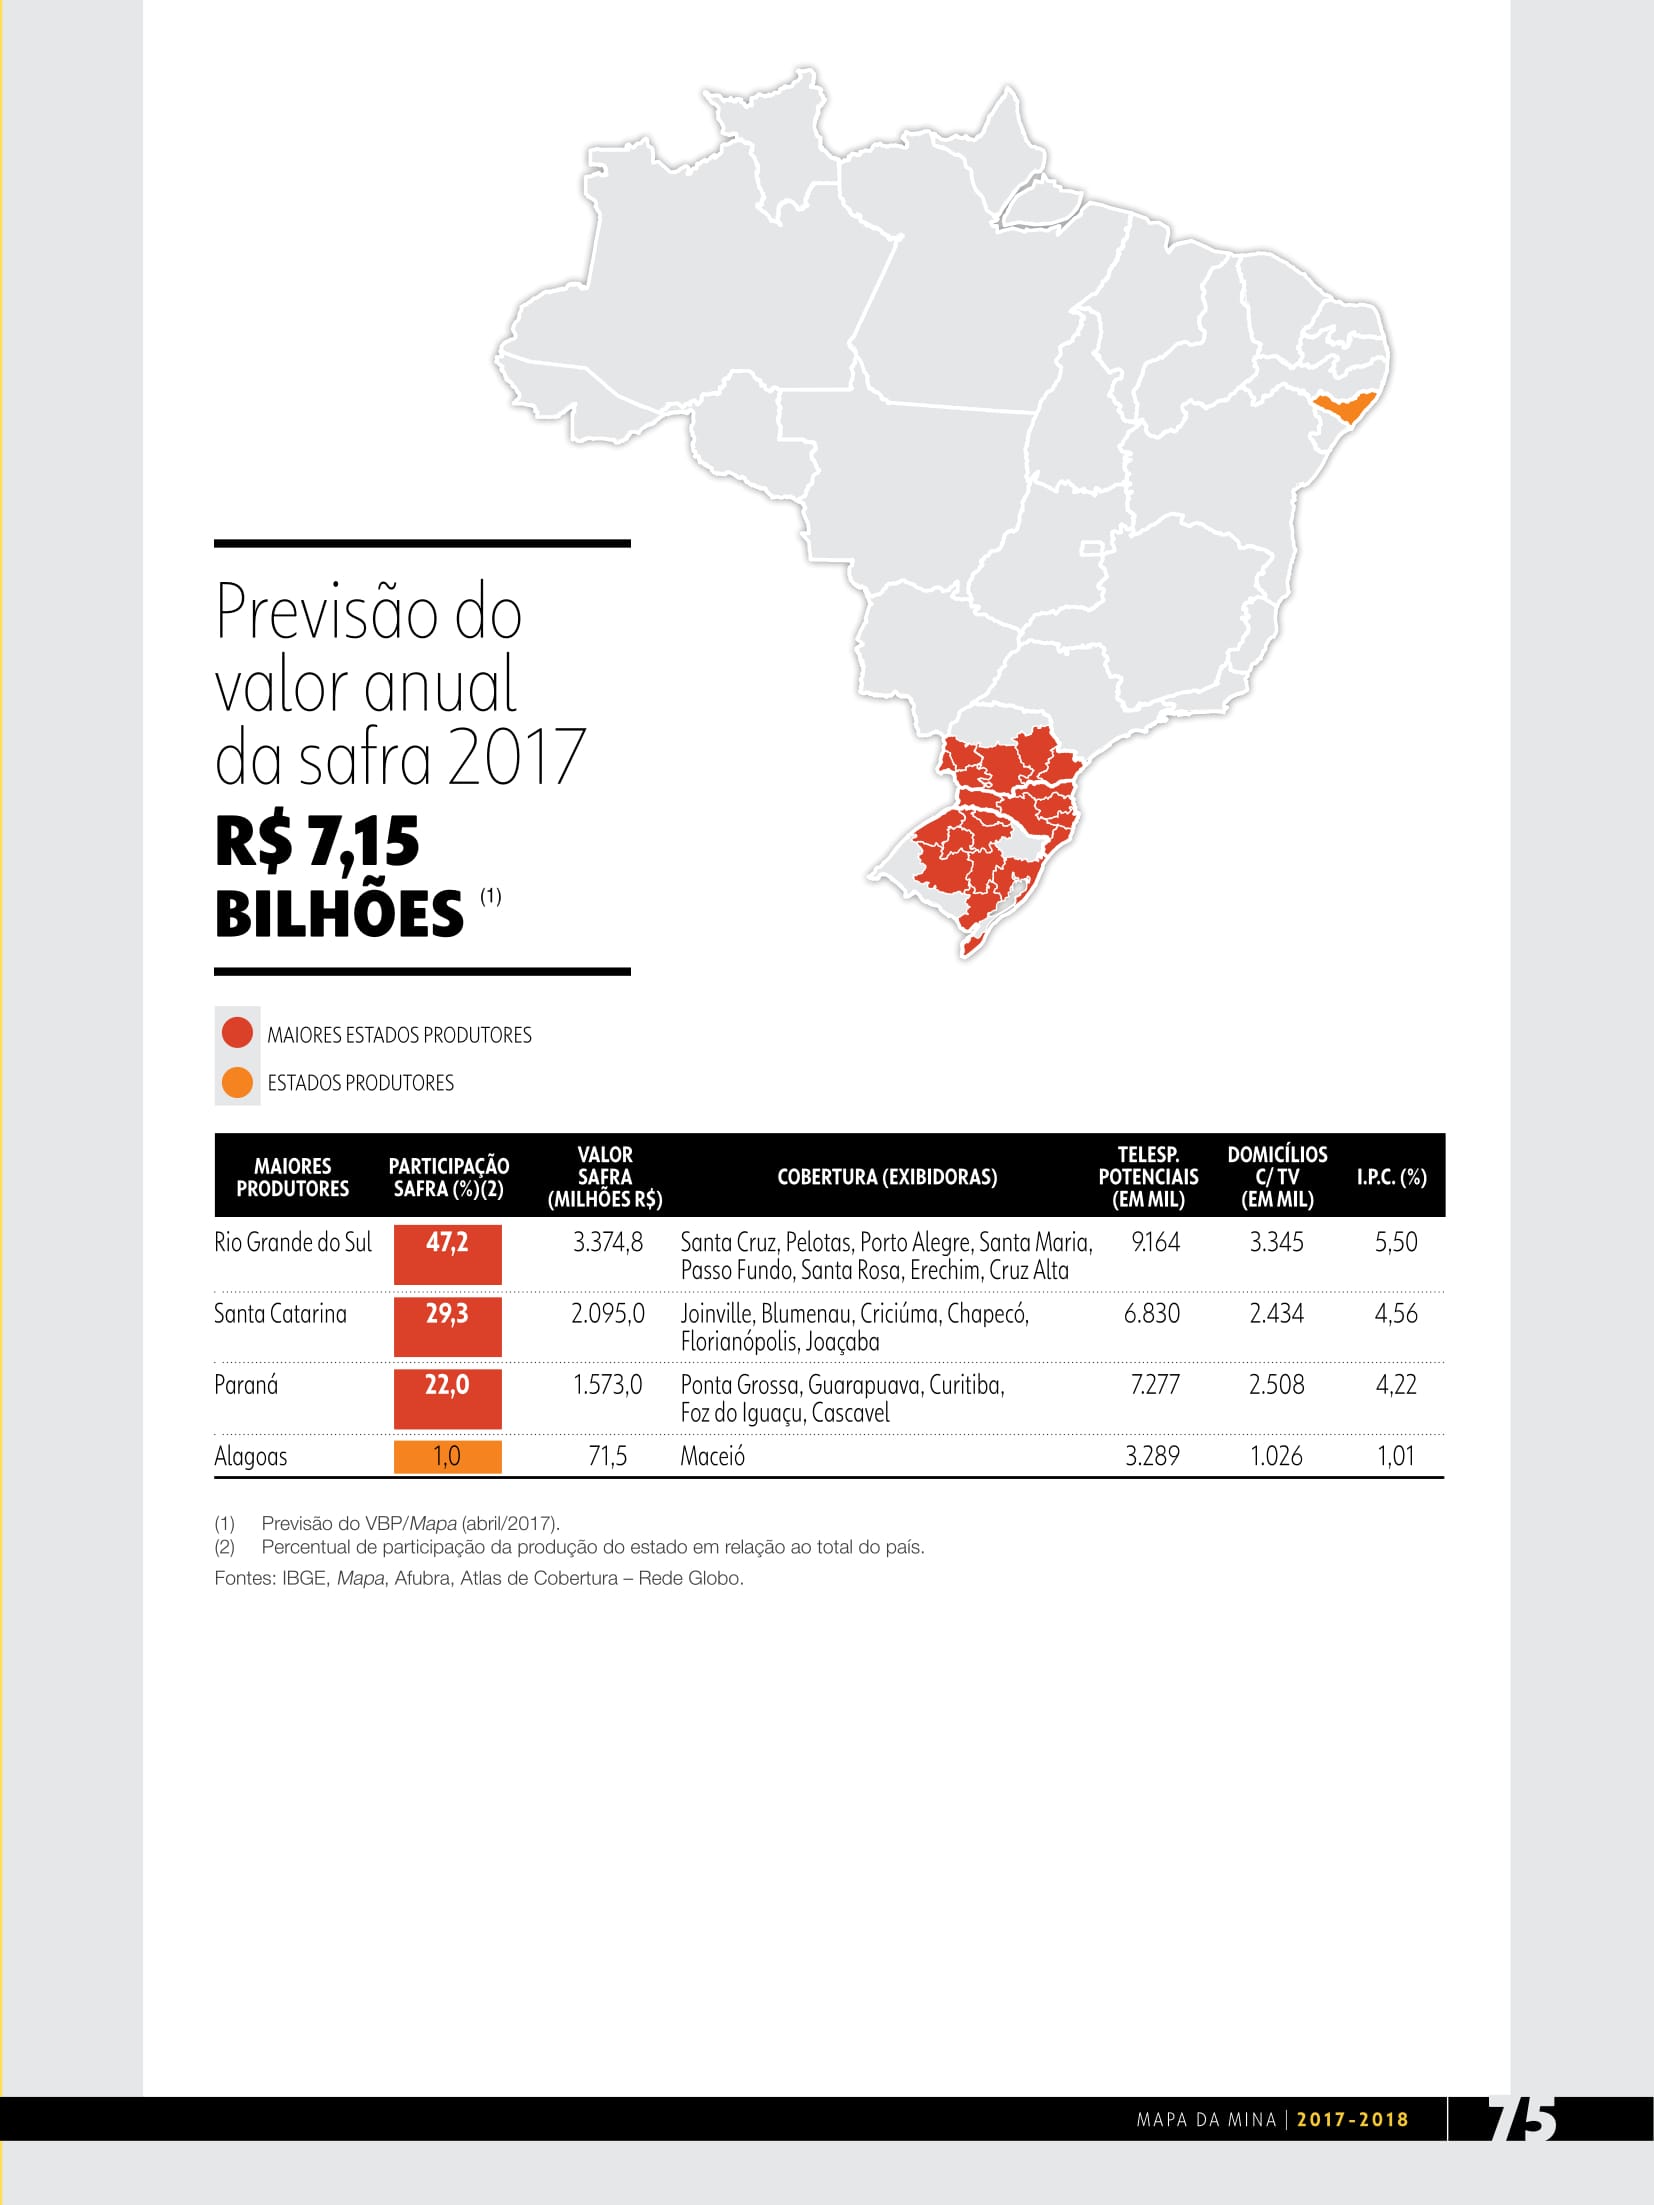 Previsão do
valor anual
da safra 2017
R$ 7,15
BILHÕES (1)
MAIORES ESTADOS PRODUTORES
ESTADOS PRODUTORES
MAIORES PRODUTORES PARTICIPAÇÃO SAFRA (%)(2) VALOR SAFRA (MILHÕES R$) COBERTURA (EXIBIDORAS) TELESP. POTENCIAIS (EM MIL) DOMICÍLIOS C/ TV (EM MIL) I.P.C. (%)
Rio Grande do Sul 47,2 3.374,8 Santa Cruz, Pelotas, Porto Alegre, Santa Maria, 9.164 3.345 5,50
Passo Fundo, Santa Rosa, Erechim, Cruz Alta
Santa Catarina 29,3 2.095,0 Joinville, Blumenau, Criciúma, Chapecó, 6.830 2.434 4,56
Florianópolis, Joaçaba
Paraná 22,0 1.573,0 Ponta Grossa, Guarapuava, Curitiba, 7.277 2.508 4,22
Foz do Iguaçu, Cascavel
Alagoas 1,0 71,5 Maceió 3.289 1.026 1,01
(1) Previsão do VBP/Mapa (abril/2017).
(2) Percentual de participação da produção do estado em relação ao total do país.
Fontes: IBGE, Mapa, Afubra, Atlas de Cobertura – Rede Globo.
MAPA DA MINA | 2017-2018 75